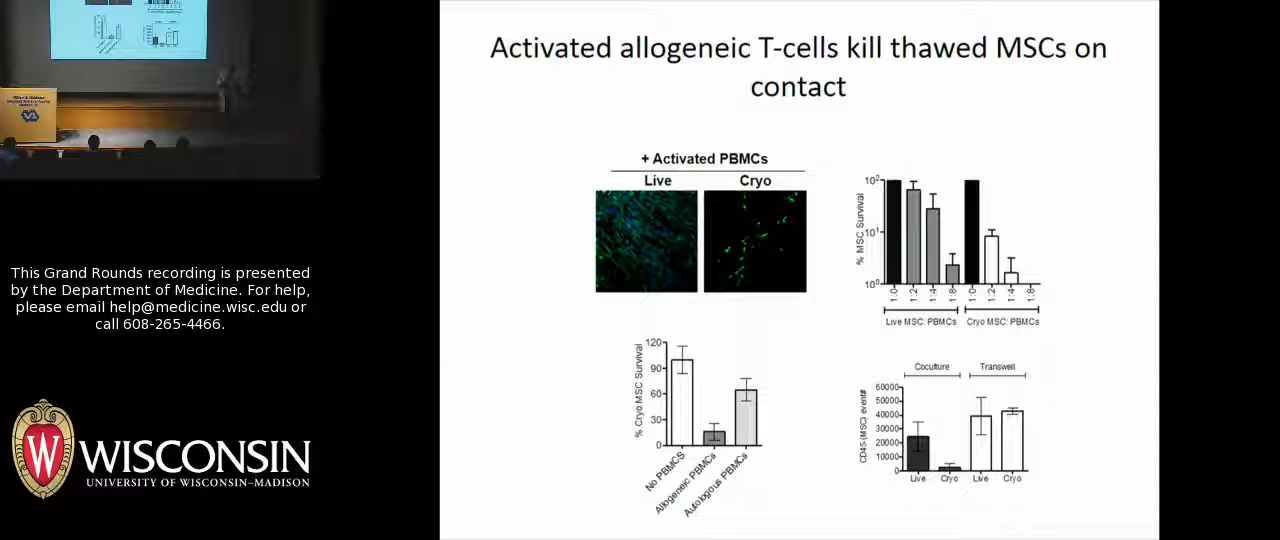 Activated allogeneic T-cells kill thawed MSCs on
contact
+ Activated PBMCs
Live Cryo
% MSC Survival
10²
10¹
10⁰
1:0 1:2 1:4 1:8 1:0 1:2 1:4 1:8
Live MSC: PBMCs Cryo MSC: PBMCs
% Cryo MSC Survival
120
90
60
30
0
No PBMCS Allogeneic PBMCs Autologous PBMCs
Coculture Transwell
CD45-(MSC) event#
60000
50000
40000
30000
20000
10000
0
Live Cryo Live Cryo
This Grand Rounds recording is presented
by the Department of Medicine. For help,
please email help@medicine.wisc.edu or
call 608-265-4466.
W
WISCONSIN
UNIVERSITY OF WISCONSIN–MADISON